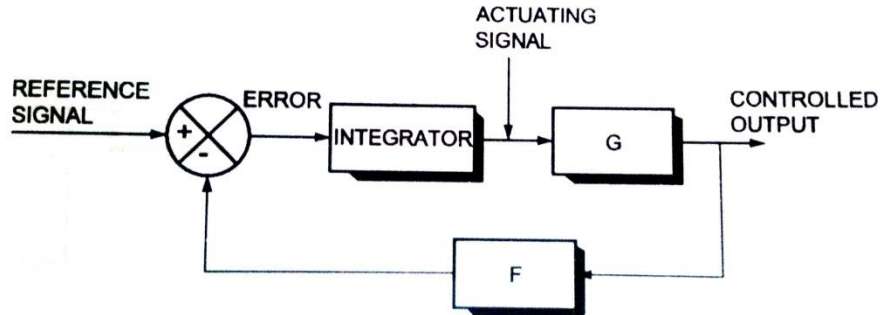 ACTUATING
SIGNAL
REFERENCE
SIGNAL
ERROR
CONTROLLED
OUTPUT
+
-
INTEGRATOR
G
F